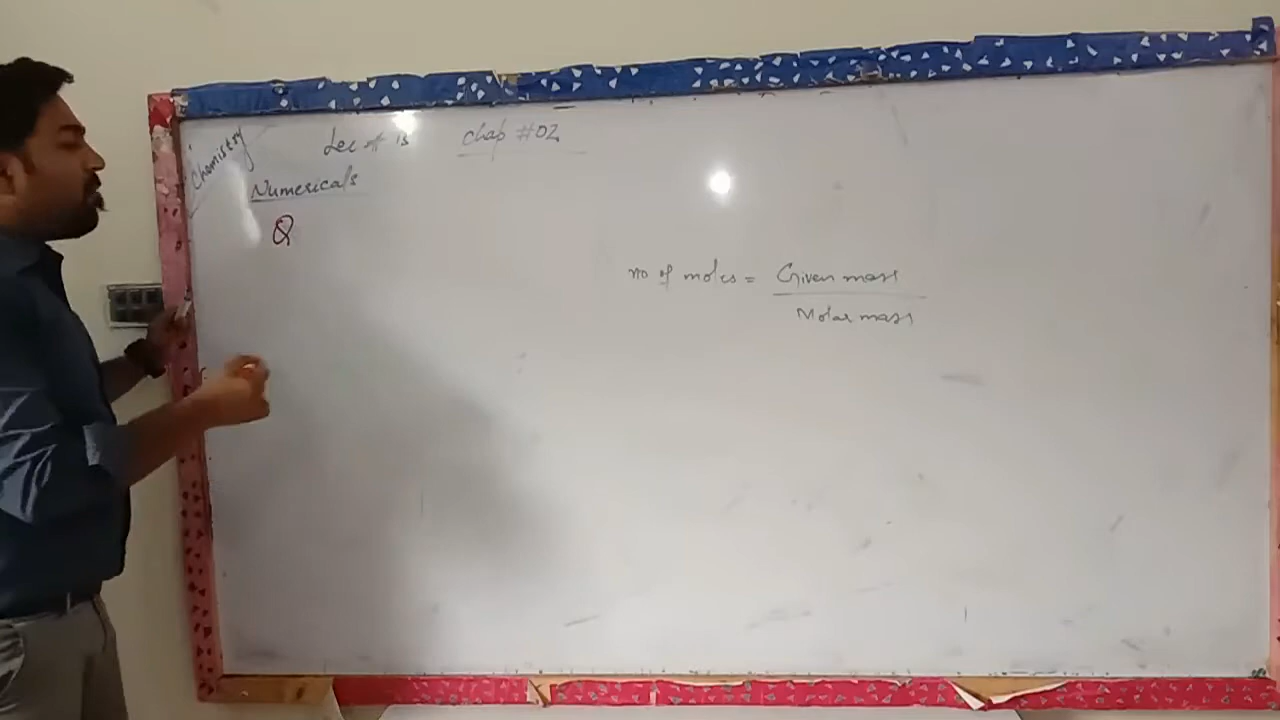 Chemistry
Lec # 15 Chap #02
Numericals
Q
no of moles = Given mass
Molar mass